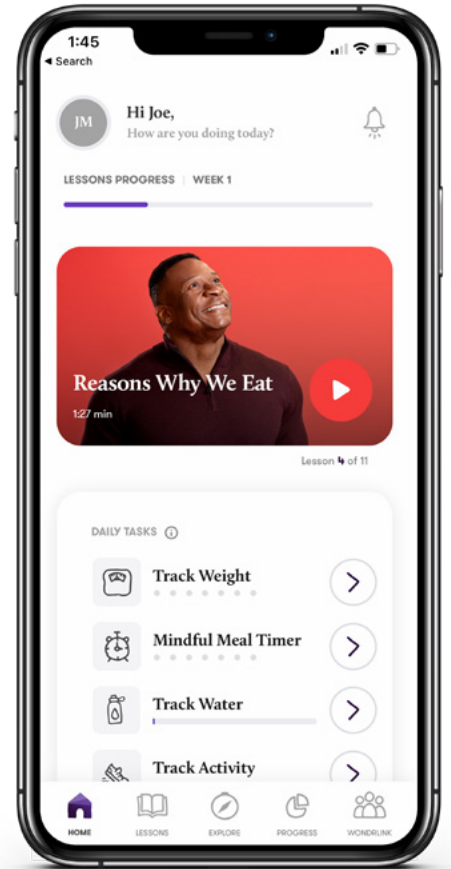 1:45
◀ Search
JM
Hi Joe,
How are you doing today?
LESSONS PROGRESS | WEEK 1
Reasons Why We Eat
1:27 min
Lesson 4 of 11
DAILY TASKS
Track Weight
Mindful Meal Timer
Track Water
Track Activity
HOME
LESSONS
EXPLORE
PROGRESS
WONDRLINK